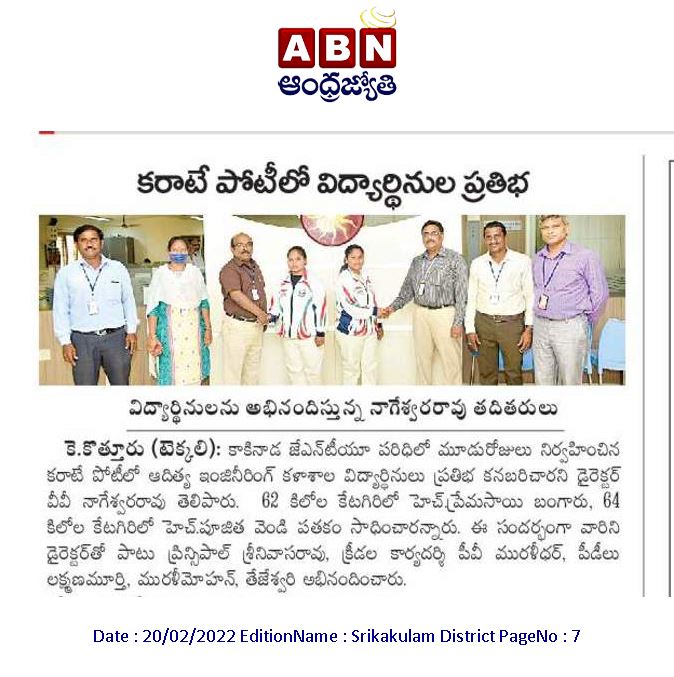 ABN
ఆంధ్రజ్యోతి
కరాటే పోటీలో విద్యార్థినుల ప్రతిభ
విద్యార్థినులను అభినందిస్తున్న నాగేశ్వరరావు తదితరులు
కె.కొత్తూరు (టెక్కలి): కాకినాడ జేఎన్‌టీయూ పరిధిలో మూడురోజులు నిర్వహించిన
కరాటే పోటీలో ఆదిత్య ఇంజినీరింగ్ కళాశాల విద్యార్థినులు ప్రతిభ కనబరిచారని డైరెక్టర్
వీవీ నాగేశ్వరరావు తెలిపారు. 62 కిలోల కేటగిరిలో హెచ్.ప్రేమసాయి బంగారు, 64
కిలోల కేటగిరిలో హెచ్.పూజిత వెండి పతకం సాధించారన్నారు. ఈ సందర్భంగా వారిని
డైరెక్టర్‌తో పాటు ప్రిన్సిపాల్ శ్రీనివాసరావు, క్రీడల కార్యదర్శి పీవీ మురళీధర్, పీడీలు
లక్ష్మణమూర్తి, మురళీమోహన్, తేజేశ్వరి అభినందించారు.
Date : 20/02/2022 EditionName : Srikakulam District PageNo : 7